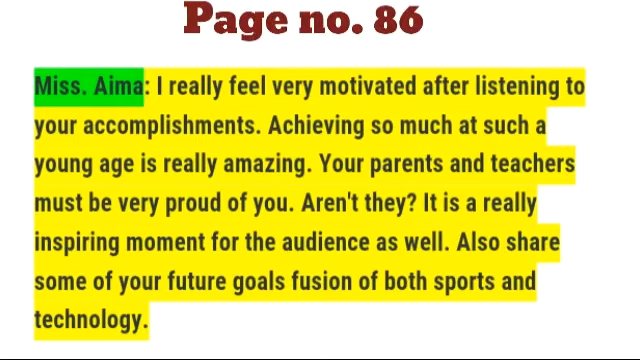 Page no. 86
Miss. Aima: I really feel very motivated after listening to
your accomplishments. Achieving so much at such a
young age is really amazing. Your parents and teachers
must be very proud of you. Aren't they? It is a really
inspiring moment for the audience as well. Also share
some of your future goals fusion of both sports and
technology.